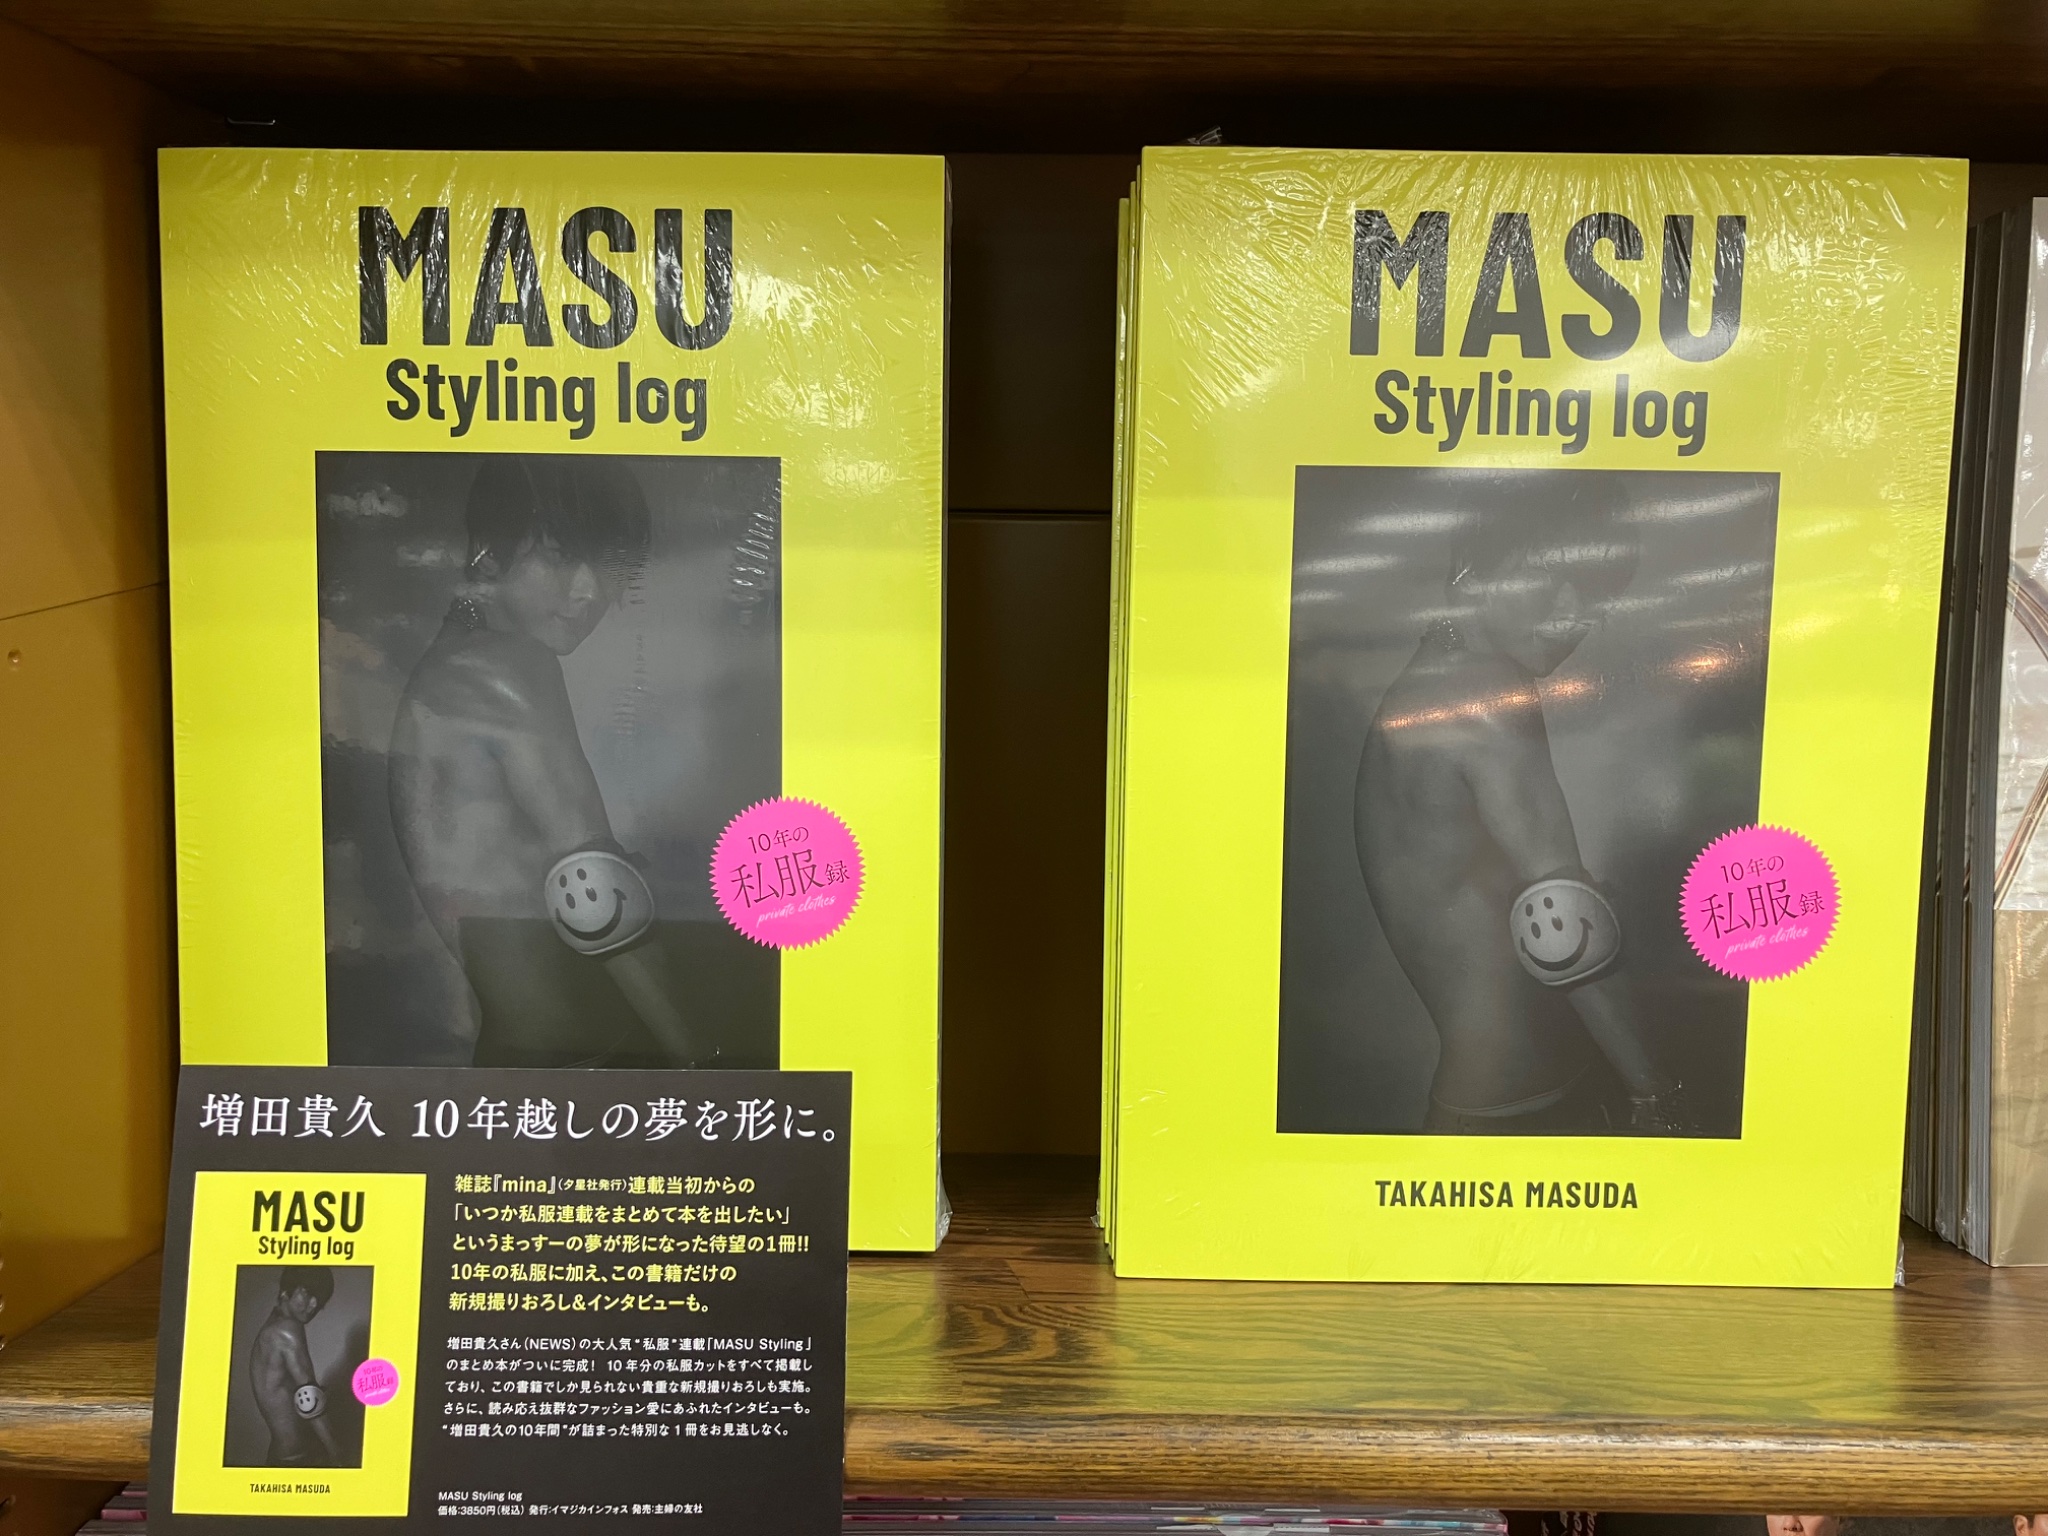 MASU
Styling log
10年の
私服録
private clothes
MASU
Styling log
10年の
私服録
private clothes
TAKAHISA MASUDA
増田貴久 10年越しの夢を形に。
MASU
Styling log
10年の
私服録
TAKAHISA MASUDA
雑誌『mina』(夕星社発行)連載当初からの
「いつか私服連載をまとめて本を出したい」
というまっすーの夢が形になった待望の1冊!!
10年の私服に加え、この書籍だけの
新規撮りおろし&インタビューも。
増田貴久さん(NEWS)の大人気“私服”連載「MASU Styling」
のまとめ本がついに完成! 10年分の私服カットをすべて掲載し
ており、この書籍でしか見られない貴重な新規撮りおろしも実施。
さらに、読み応え抜群なファッション愛にあふれたインタビューも。
“増田貴久の10年間”が詰まった特別な1冊をお見逃しなく。
MASU Styling log
価格:3850円(税込) 発行:イマジカインフォス 発売:主婦の友社